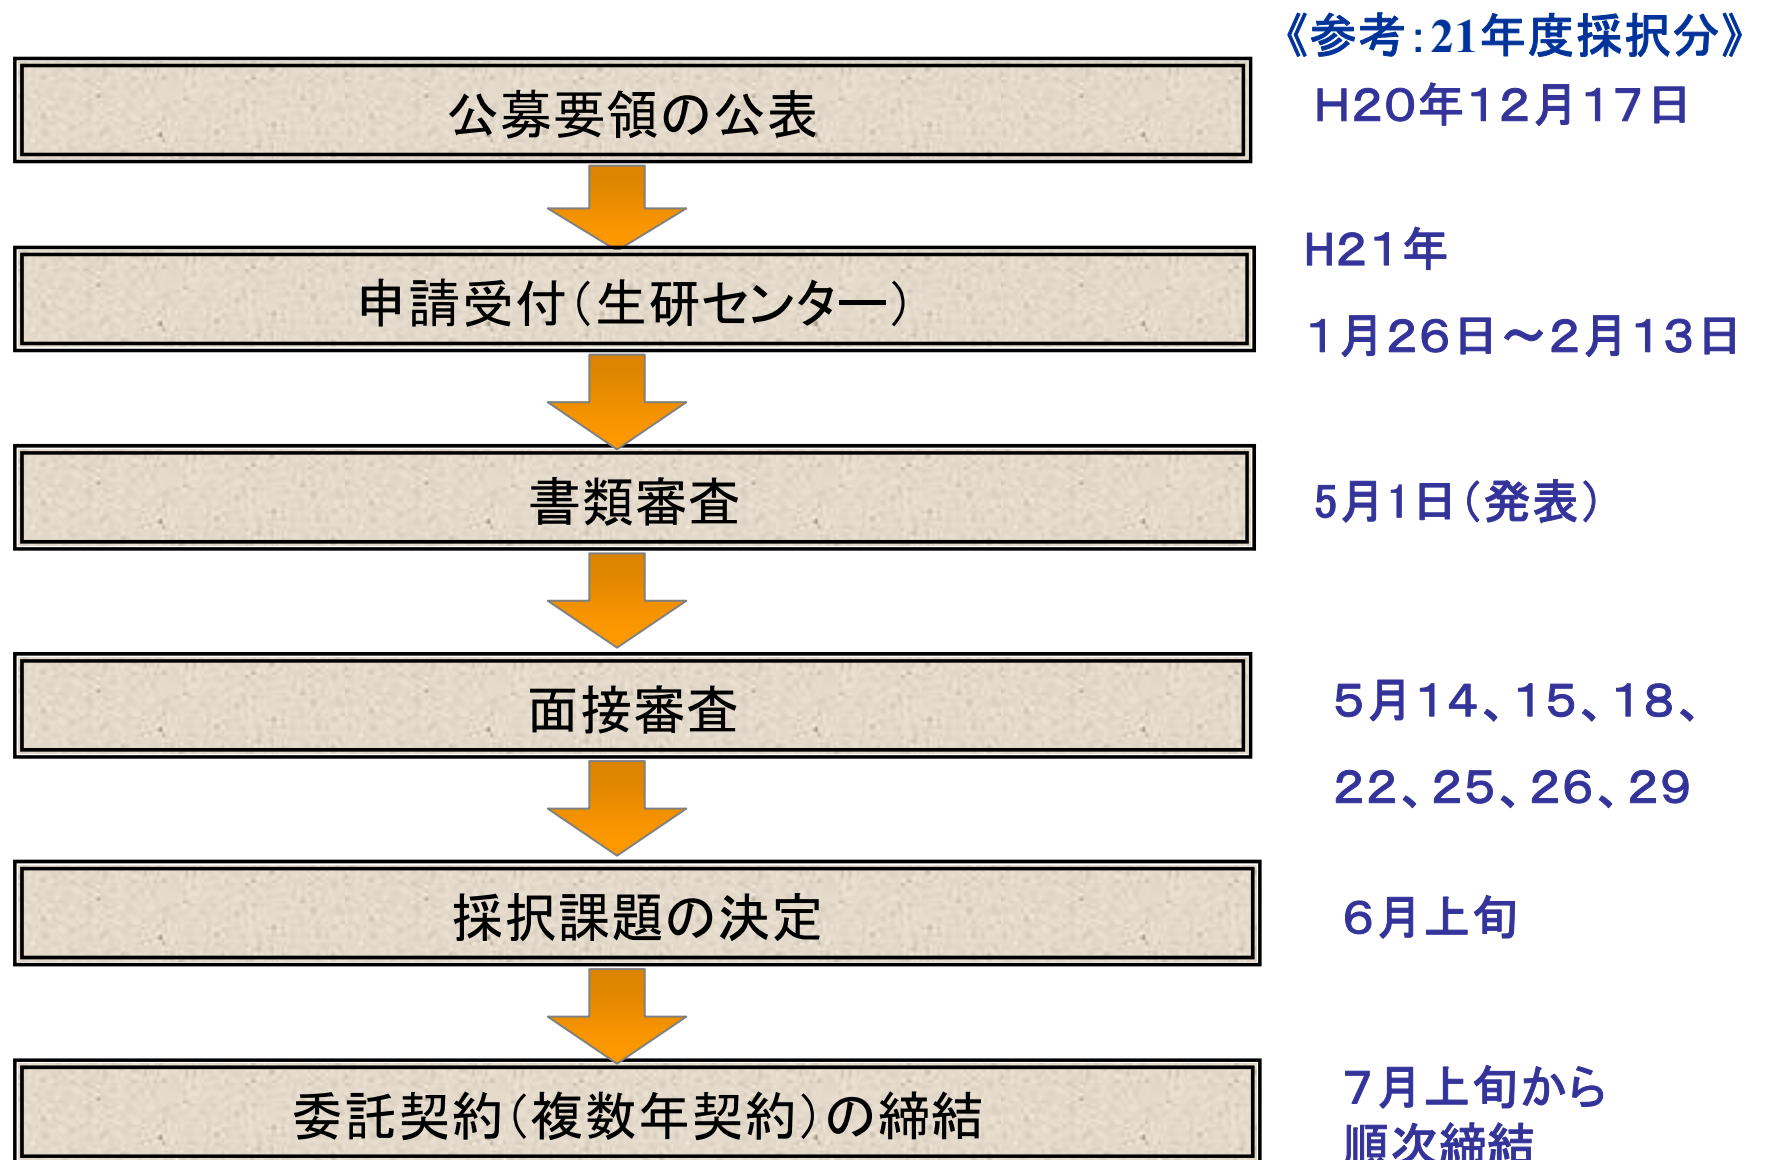 《参考：21年度採択分》
公募要領の公表
H20年12月17日
申請受付（生研センター）
H21年
1月26日～2月13日
書類審査
5月1日（発表）
面接審査
5月14、15、18、
22、25、26、29
採択課題の決定
6月上旬
委託契約（複数年契約）の締結
7月上旬から
順次締結